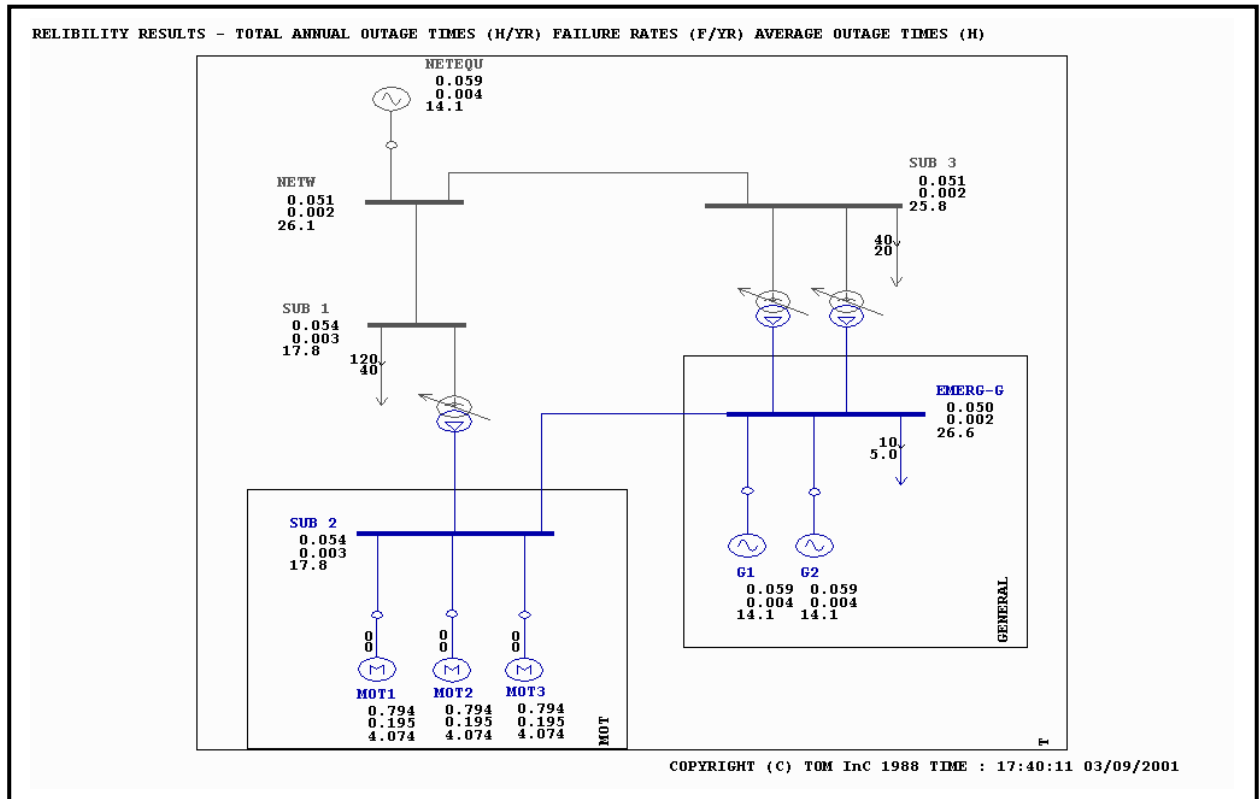 RELIBILITY RESULTS - TOTAL ANNUAL OUTAGE TIMES (H/YR) FAILURE RATES (F/YR) AVERAGE OUTAGE TIMES (H)
NETEQU
0.059
0.004
14.1
NETW
0.051
0.002
26.1
SUB 3
0.051
0.002
25.8
40
20
SUB 1
0.054
0.003
17.8
120
40
EMERG-G
0.050
0.002
26.6
10
5.0
SUB 2
0.054
0.003
17.8
G1
0.059
0.004
14.1
G2
0.059
0.004
14.1
GENERAL
0
0
0
0
0
0
MOT1
0.794
0.195
4.074
MOT2
0.794
0.195
4.074
MOT3
0.794
0.195
4.074
MOT
T
COPYRIGHT (C) TOM InC 1988 TIME : 17:40:11 03/09/2001